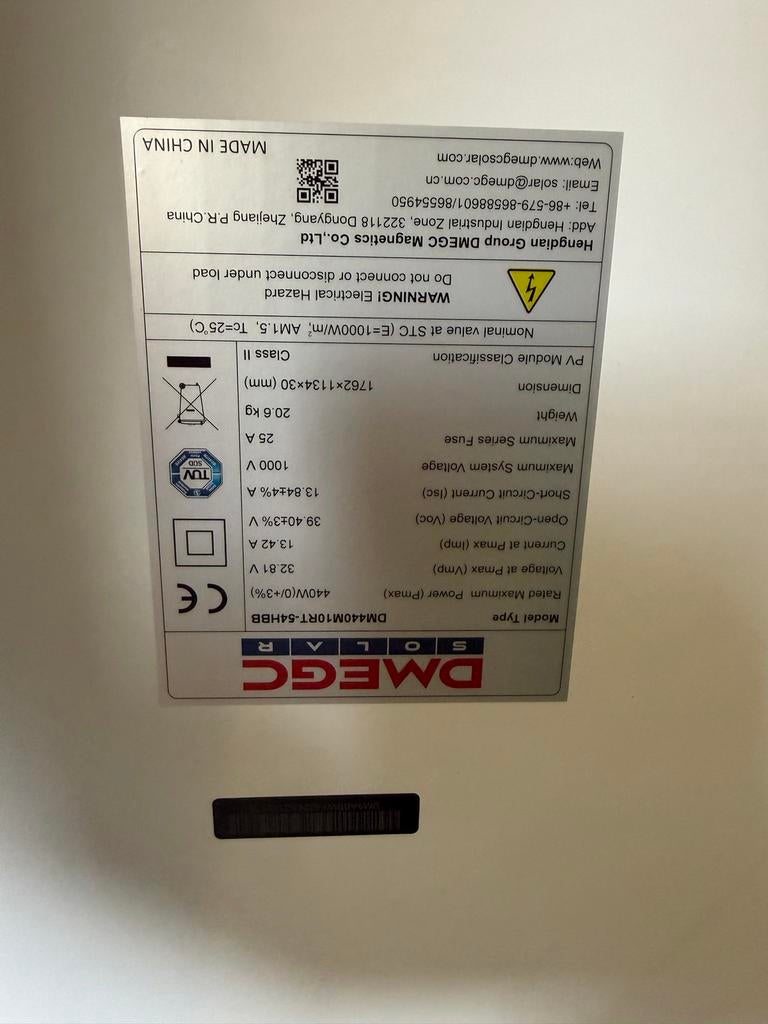 DMEGC
SOLAR
Model Type DM440M10RT-54HBB
Rated Maximum Power (Pmax) 440W(0/+3%)
Voltage at Pmax (Vmp) 32.81 V
Current at Pmax (Imp) 13.42 A
Open-Circuit Voltage (Voc) 39.40±3% V
Short-Circuit Current (Isc) 13.84±4% A
Maximum System Voltage 1000 V
Maximum Series Fuse 25 A
Weight 20.6 kg
Dimension 1762×1134×30 (mm)
PV Module Classification Class II
CE
TÜV
SÜD
Nominal value at STC (E=1000W/m², AM1.5, Tc=25°C)
WARNING! Electrical Hazard
Do not connect or disconnect under load
Hengdian Group DMEGC Magnetics Co.,Ltd
Add: Hengdian Industrial Zone, 322118 Dongyang, Zhejiang P.R.China
Tel: +86-579-86588601/86554950
Email: solar@dmegc.com.cn
Web:www.dmegcsolar.com
MADE IN CHINA